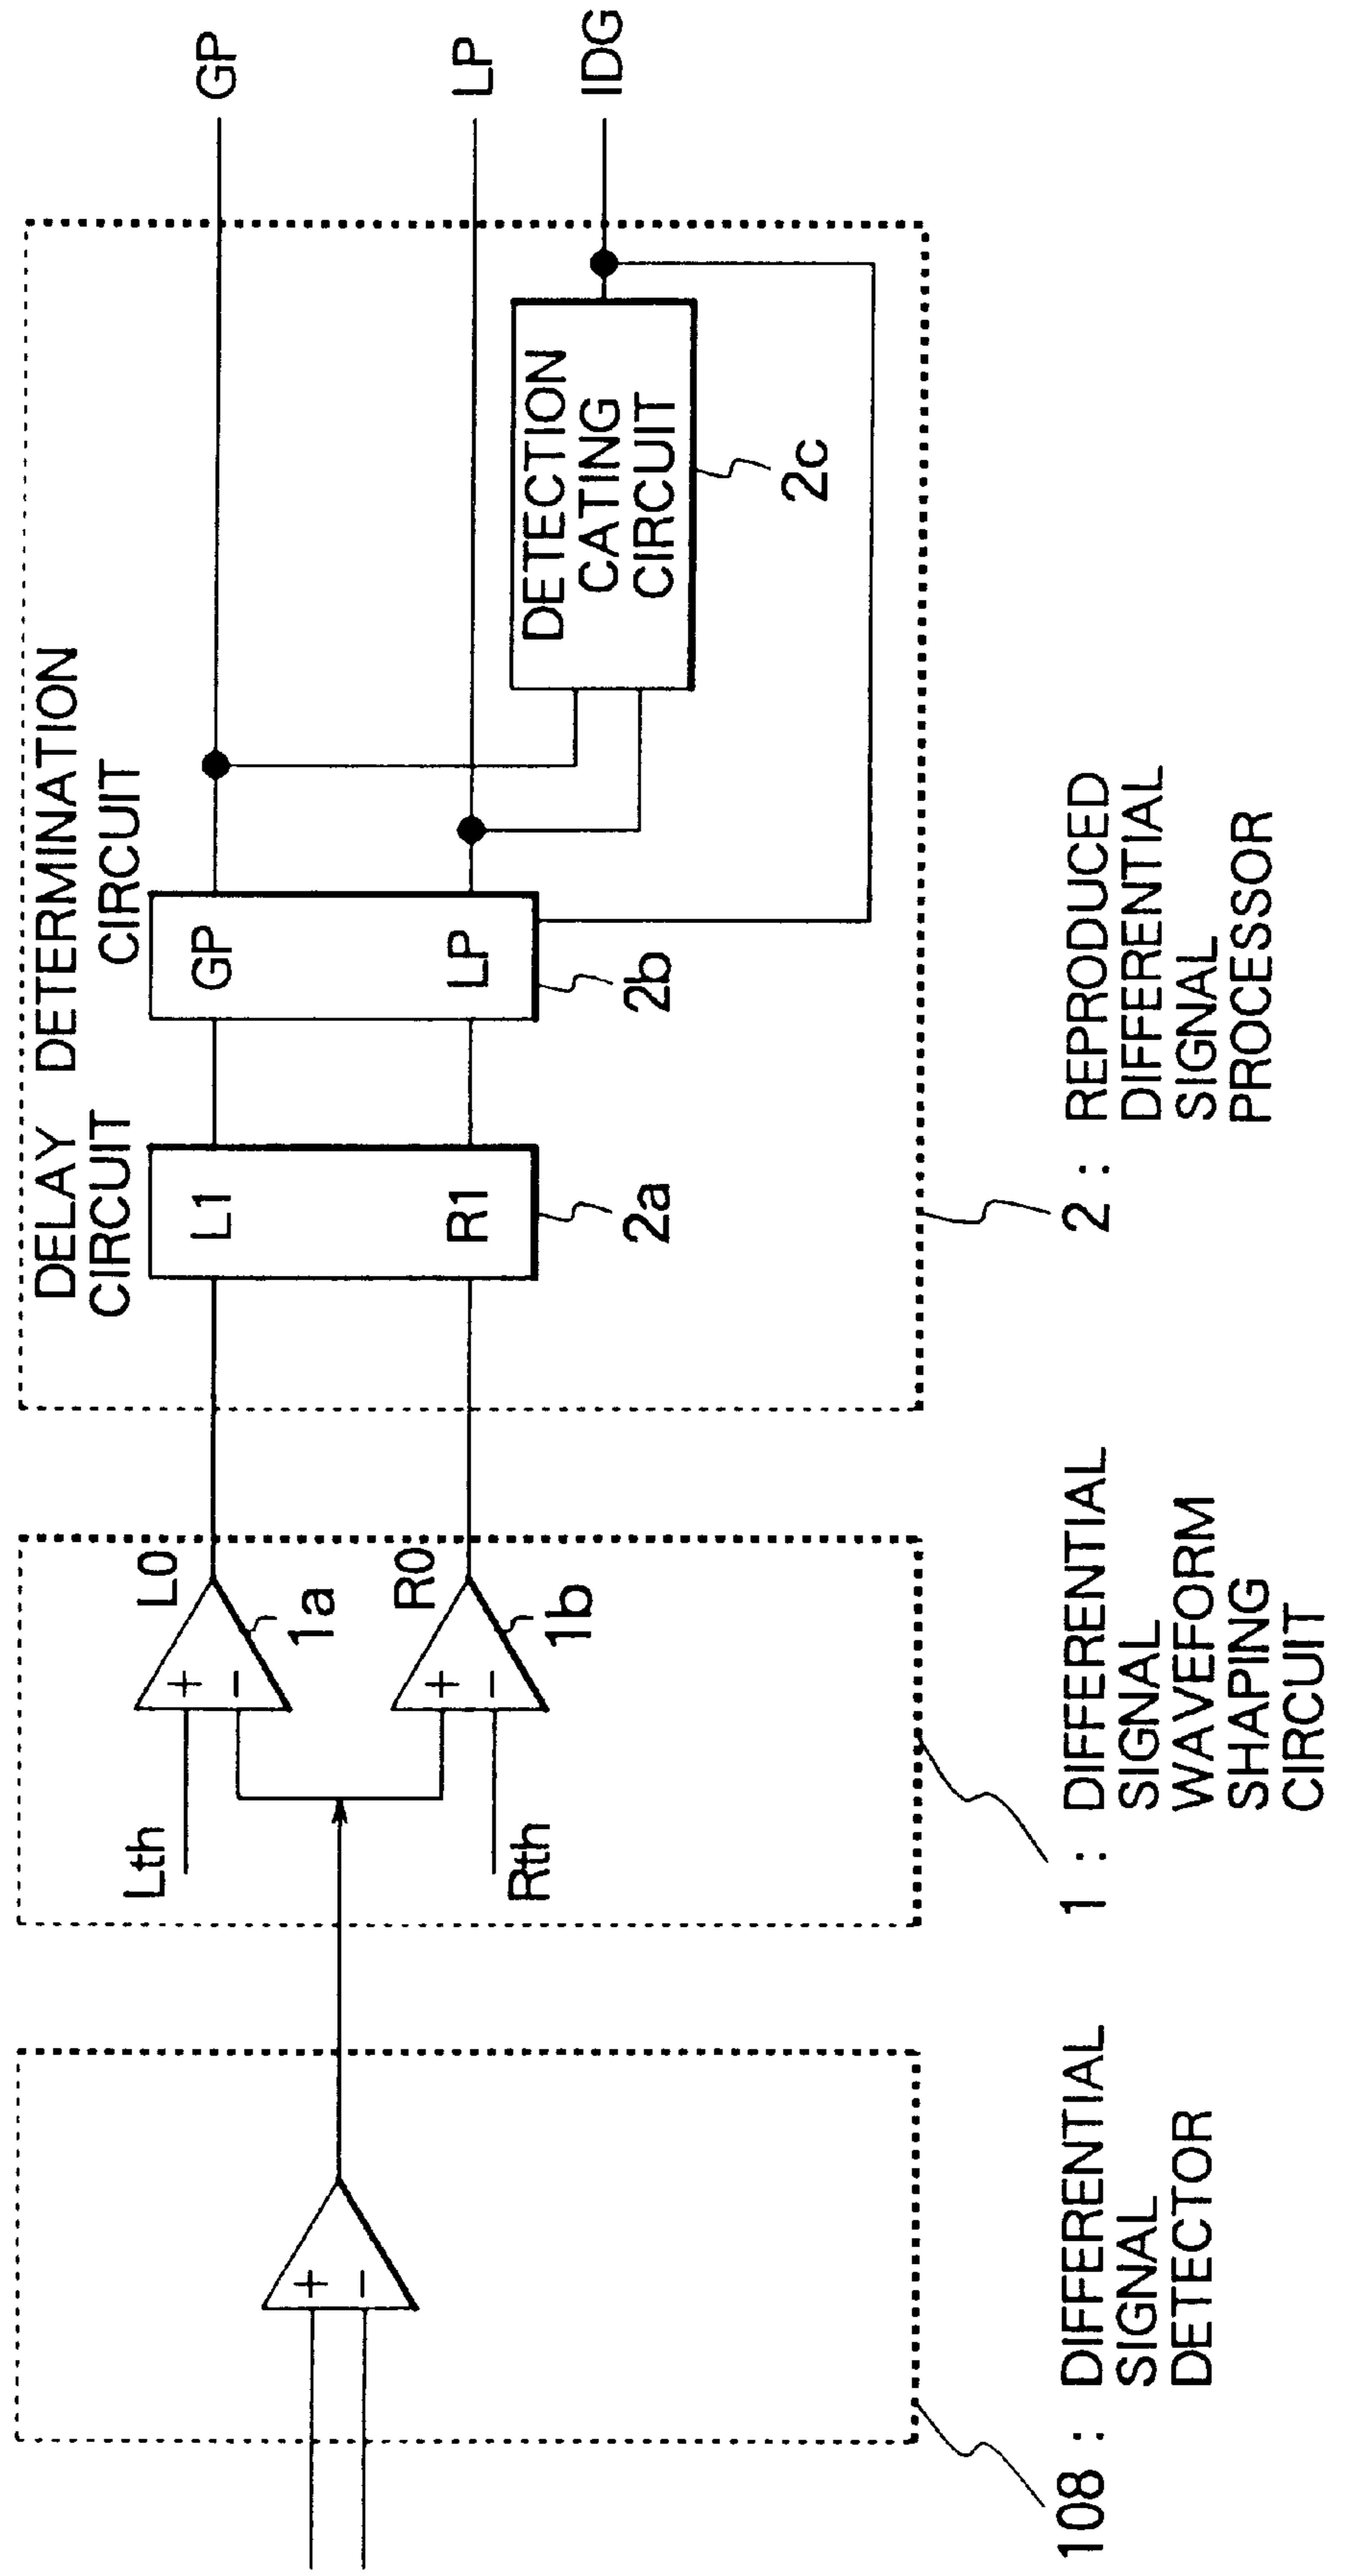 GP
LP
IDG
DELAY
CIRCUIT
DETERMINATION
CIRCUIT
L1
R1
2a
GP
LP
2b
DETECTION
CATING
CIRCUIT
2c
L0
R0
+
−
1a
+
−
1b
Lth
Rth
+
−
108 : DIFFERENTIAL
SIGNAL
DETECTOR
1 : DIFFERENTIAL
SIGNAL
WAVEFORM
SHAPING
CIRCUIT
2 : REPRODUCED
DIFFERENTIAL
SIGNAL
PROCESSOR